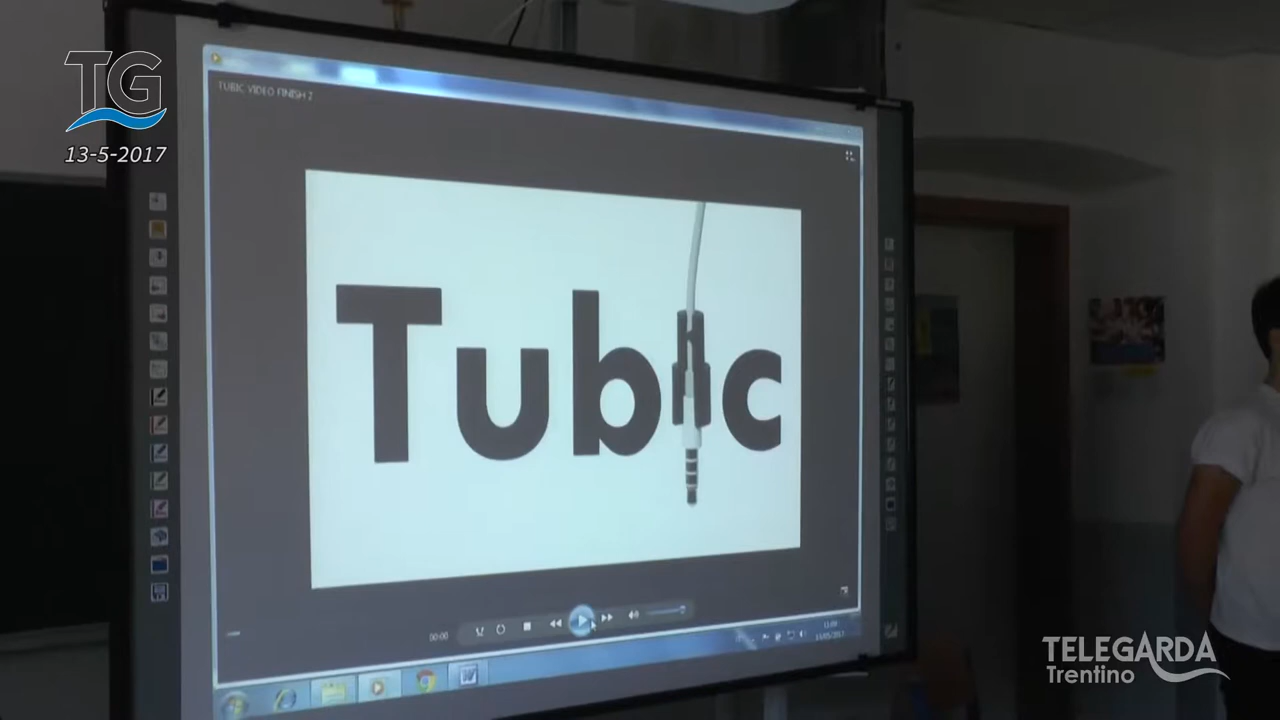 TG
13-5-2017
TUBIC VIDEO FINISH 2
Tubic
00:00
TELEGARDA
Trentino